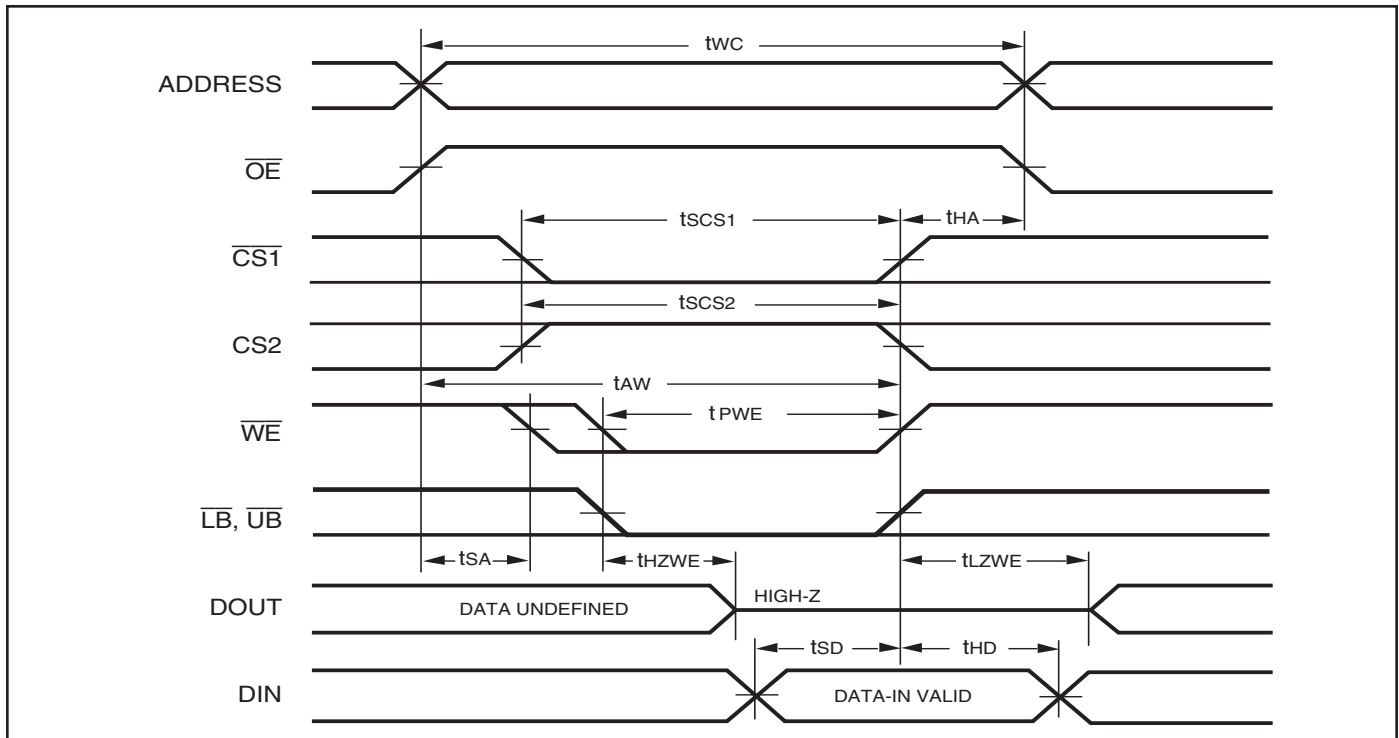 tWC
ADDRESS
OE
tSCS1
tHA
CS1
tSCS2
CS2
tAW
tPWE
WE
LB, UB
tSA
tHZWE
tLZWE
DOUT
DATA UNDEFINED
HIGH-Z
tSD
tHD
DIN
DATA-IN VALID